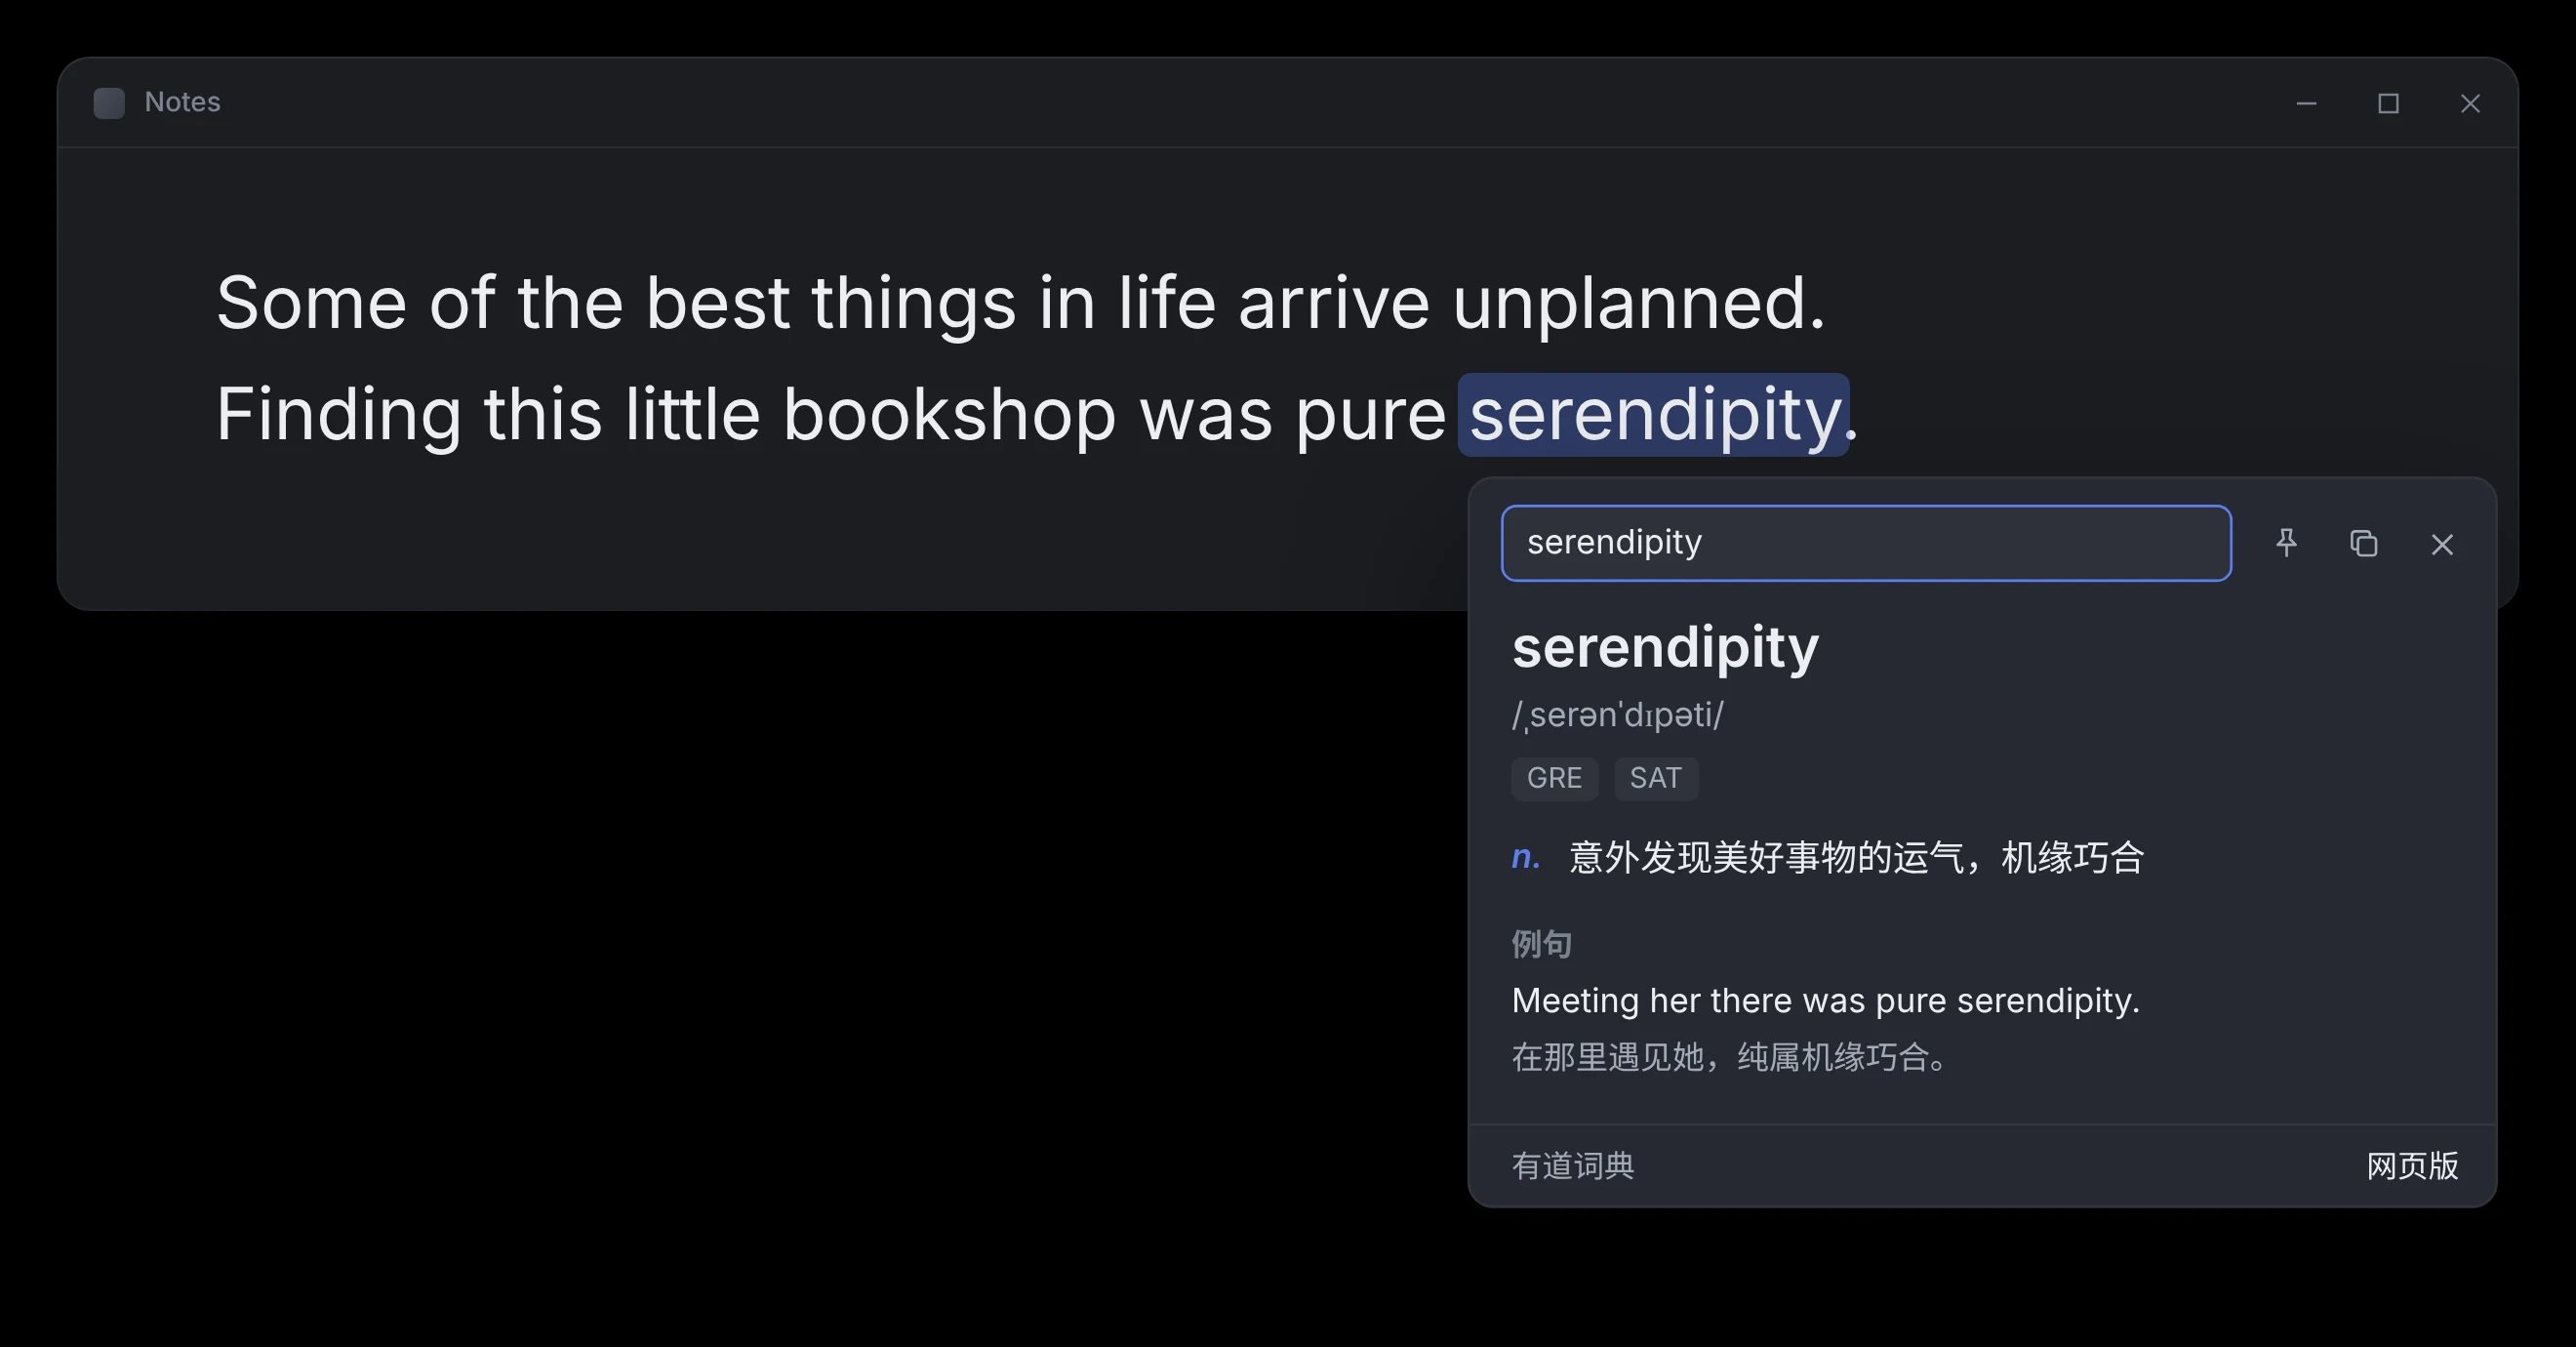 Notes
Some of the best things in life arrive unplanned.
Finding this little bookshop was pure serendipity.
serendipity
serendipity
/ˌserənˈdɪpəti/
GRE SAT
n. 意外发现美好事物的运气，机缘巧合
例句
Meeting her there was pure serendipity.
在那里遇见她，纯属机缘巧合。
有道词典 网页版